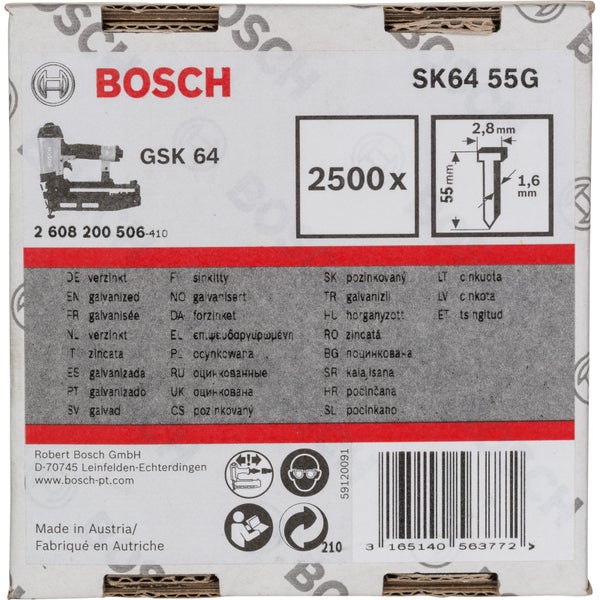 BOSCH
SK64 55G
GSK 64
2500 x
2,8 mm
55 mm
1,6 mm
2 608 200 506-410
DE verzinkt
EN galvanized
FR galvanisée
NL verzinkt
IT zincata
ES galvanizada
PT galvanizado
SV galvad
FI sinkitty
NO galvanisert
DA forzinket
EL επιψευδαργυρωμένη
PL ocynkowana
RU оцинкованные
UK оцинкована
CS pozinkovaný
SK pozinkovaný
TR galvanizli
HU horganyzott
RO zincată
BG поцинкована
SR kalajisana
HR pocinčana
SL pocinkano
LT cinkuota
LV cinkota
ET tsingitud
Robert Bosch GmbH
D-70745 Leinfelden-Echterdingen
www.bosch-pt.com
Made in Austria/
Fabriqué en Autriche
59120091
210
3 165140 563772 >